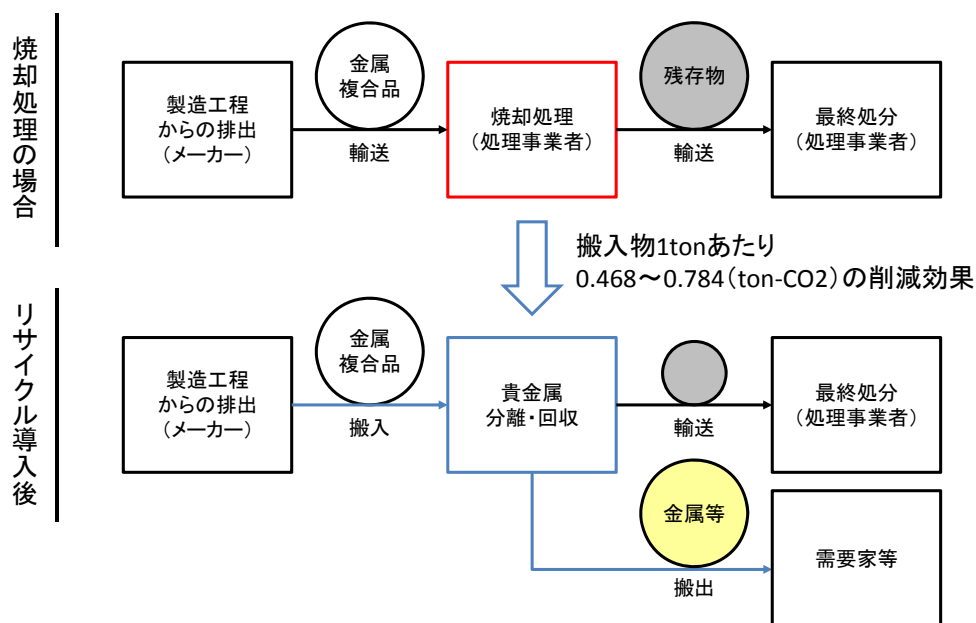 焼却処理の場合
製造工程
からの排出
（メーカー）
金属
複合品
輸送
焼却処理
（処理事業者）
残存物
輸送
最終処分
（処理事業者）
搬入物1tonあたり
0.468～0.784（ton-CO2）の削減効果
リサイクル導入後
製造工程
からの排出
（メーカー）
金属
複合品
搬入
貴金属
分離・回収
輸送
最終処分
（処理事業者）
金属等
搬出
需要家等